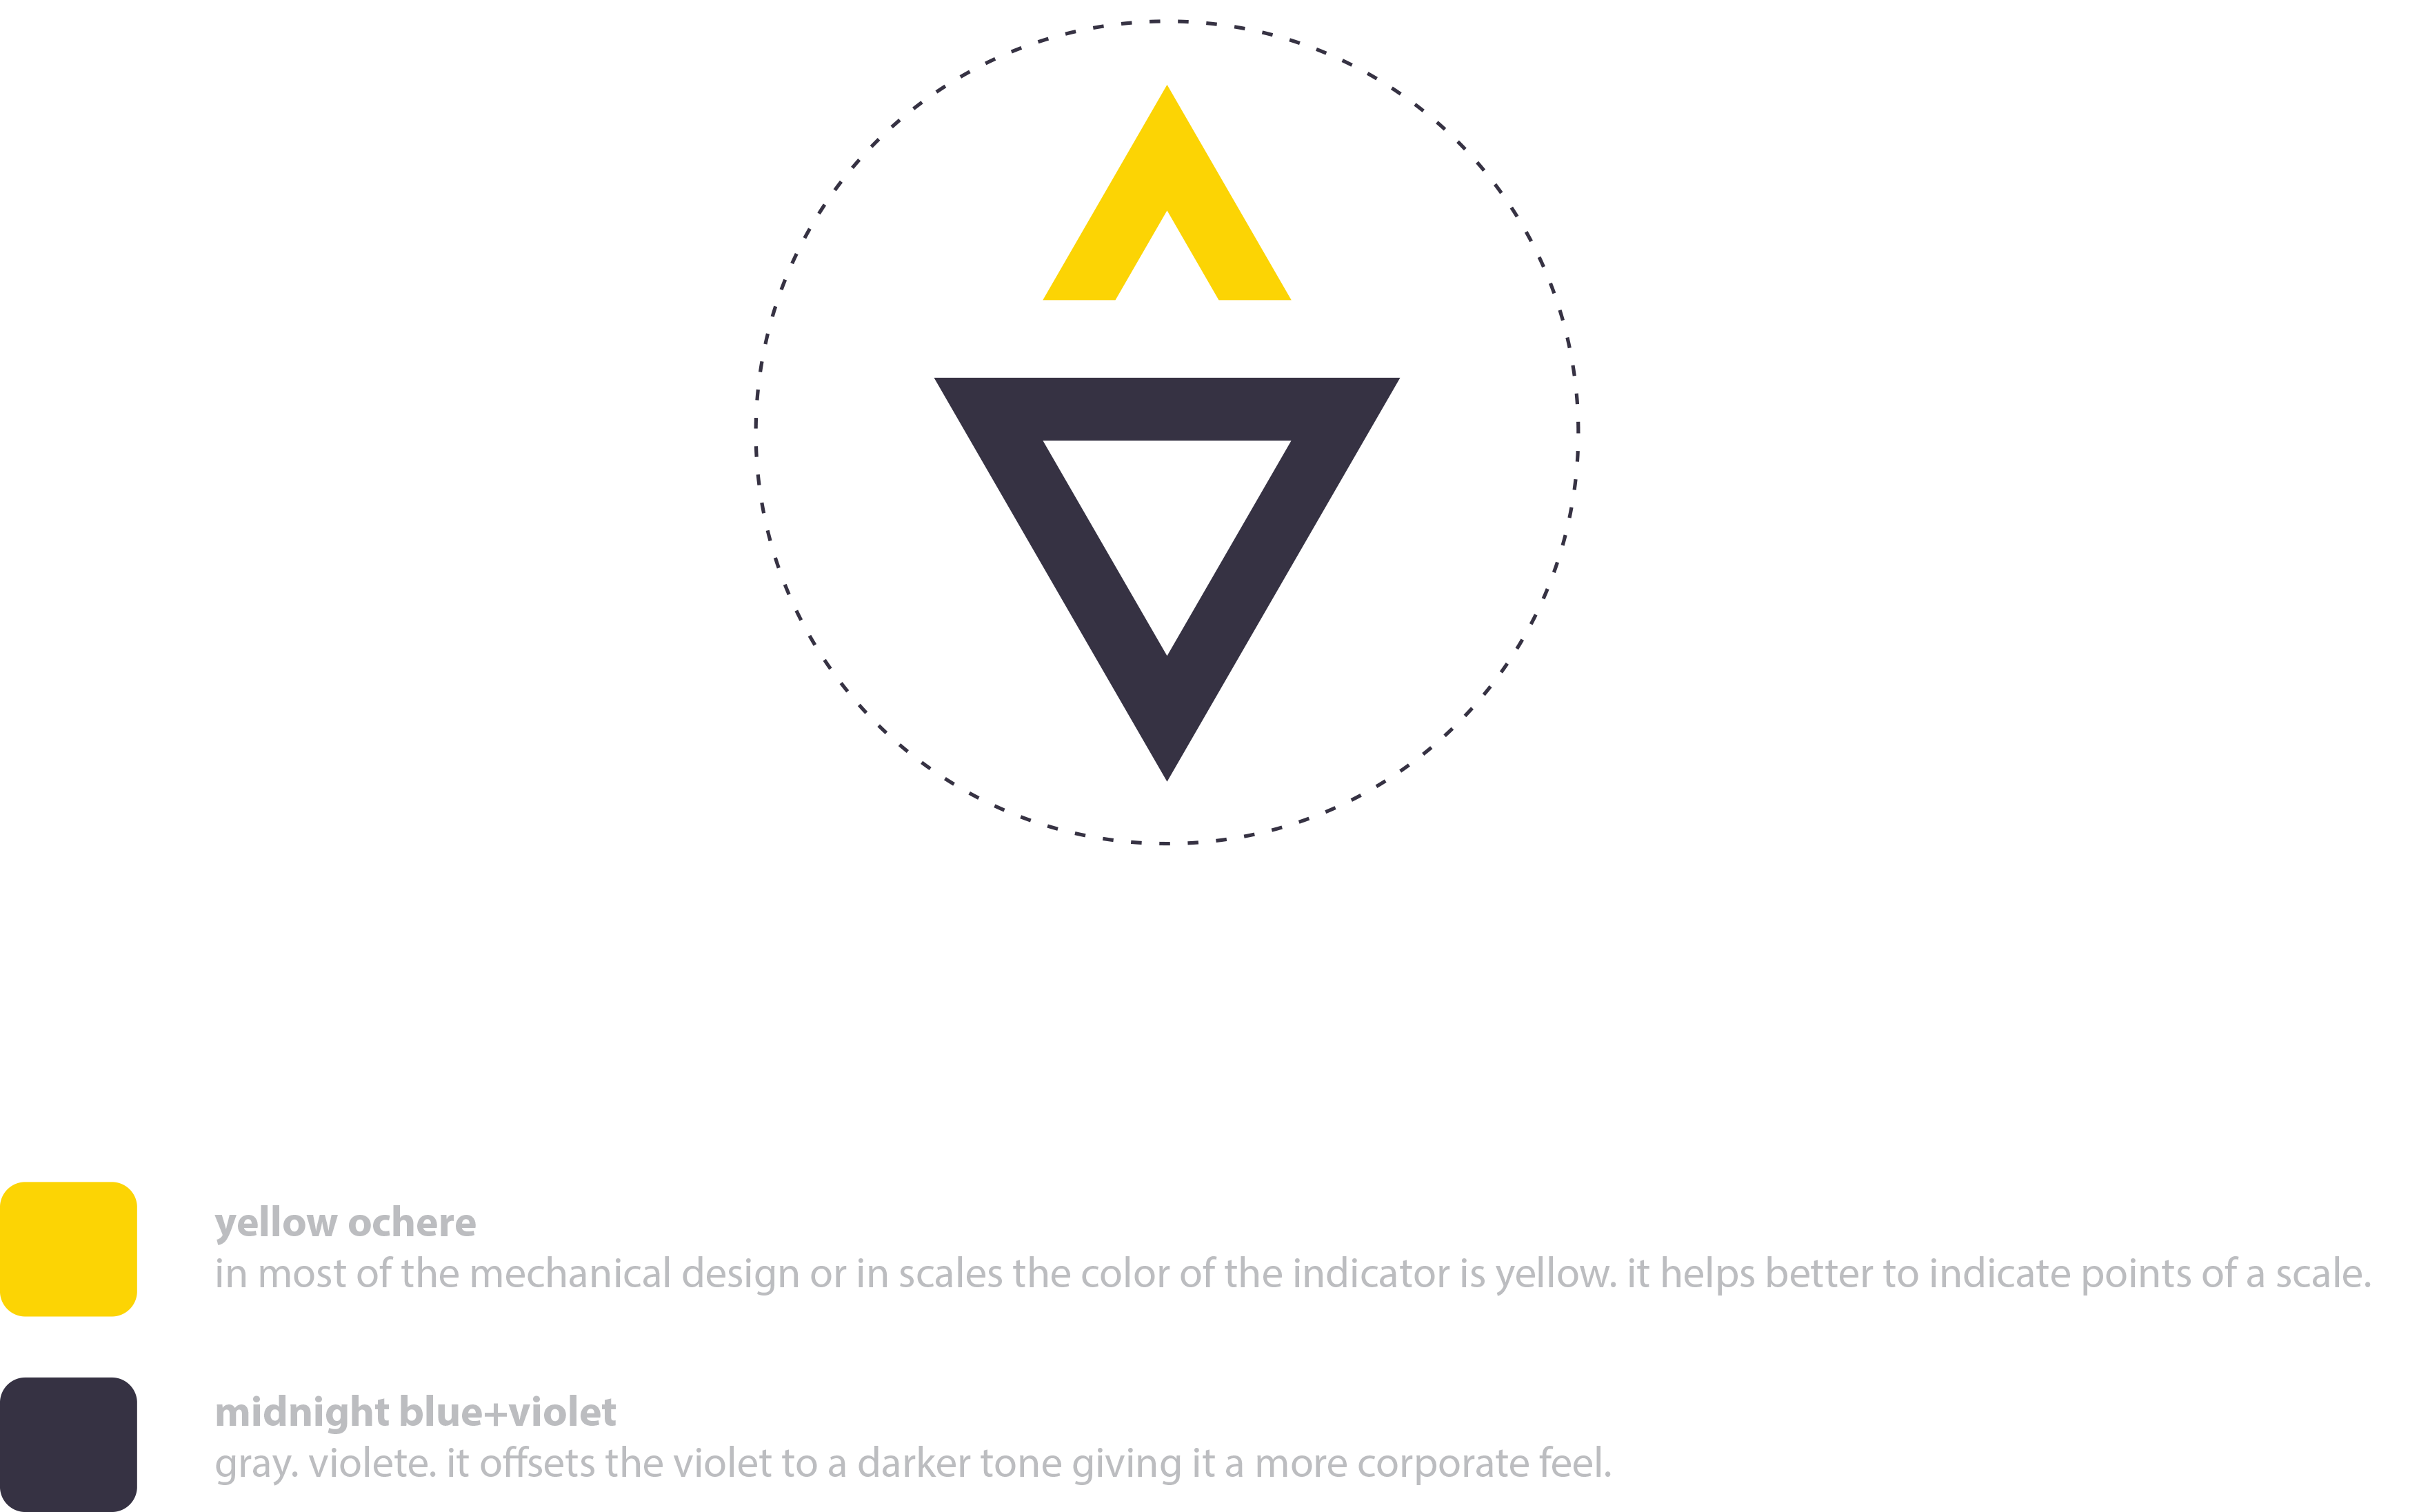 yellow ochere
in most of the mechanical design or in scales the color of the indicator is yellow. it helps better to indicate points of a scale.
midnight blue+violet
gray. violete. it offsets the violet to a darker tone giving it a more corporate feel.